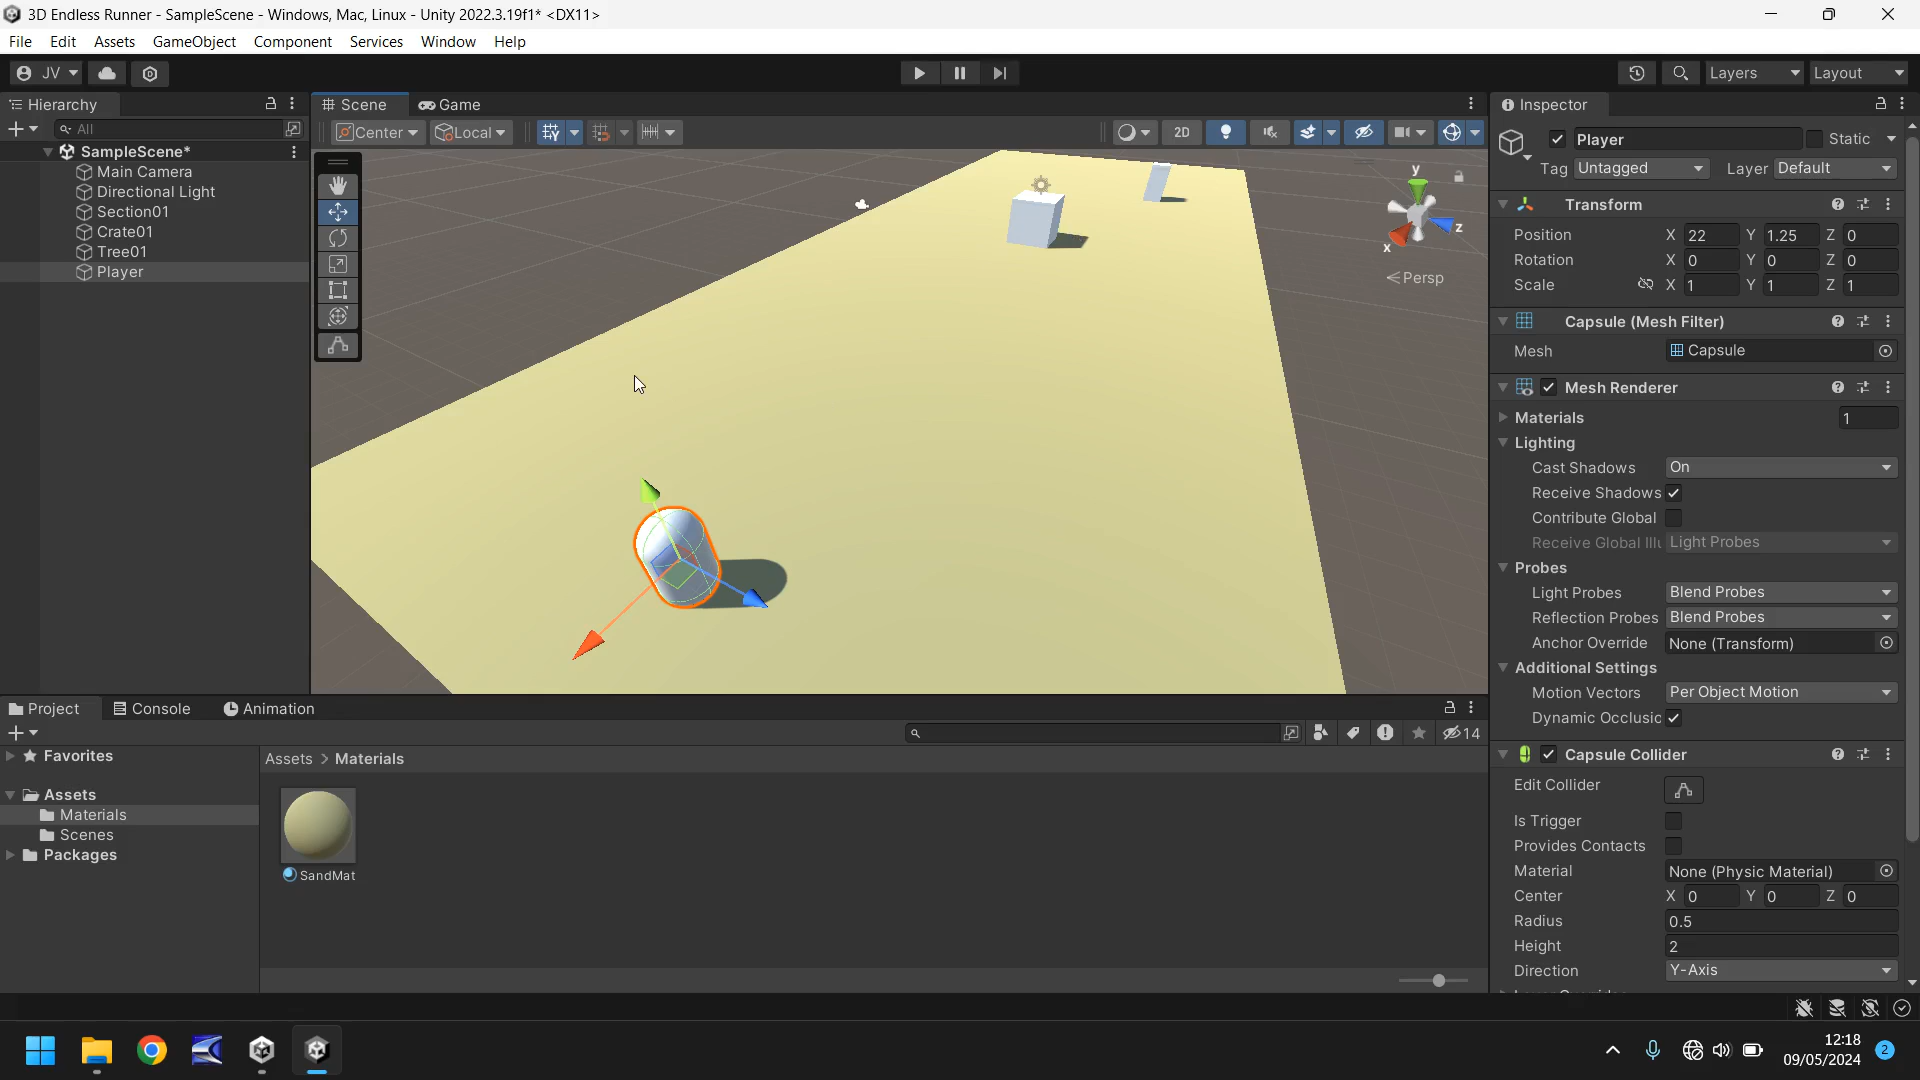 3D Endless Runner - SampleScene - Windows, Mac, Linux - Unity 2022.3.19f1* <DX11>
File Edit Assets GameObject Component Services Window Help
JV Layers Layout
Hierarchy
All
SampleScene*
Main Camera
Directional Light
Section01
Crate01
Tree01
Player
Scene Game
Center Local 2D
y
z
x
Persp
Inspector
Player Static
Tag Untagged Layer Default
Transform
Position X 22 Y 1.25 Z 0
Rotation X 0 Y 0 Z 0
Scale X 1 Y 1 Z 1
Capsule (Mesh Filter)
Mesh Capsule
Mesh Renderer
Materials 1
Lighting
Cast Shadows On
Receive Shadows
Contribute Global
Receive Global Illu Light Probes
Probes
Light Probes Blend Probes
Reflection Probes Blend Probes
Anchor Override None (Transform)
Additional Settings
Motion Vectors Per Object Motion
Dynamic Occlusic
Capsule Collider
Edit Collider
Is Trigger
Provides Contacts
Material None (Physic Material)
Center X 0 Y 0 Z 0
Radius 0.5
Height 2
Direction Y-Axis
Project Console Animation
14
Favorites
Assets
Materials
Scenes
Packages
Assets > Materials
SandMat
12:18
09/05/2024
2